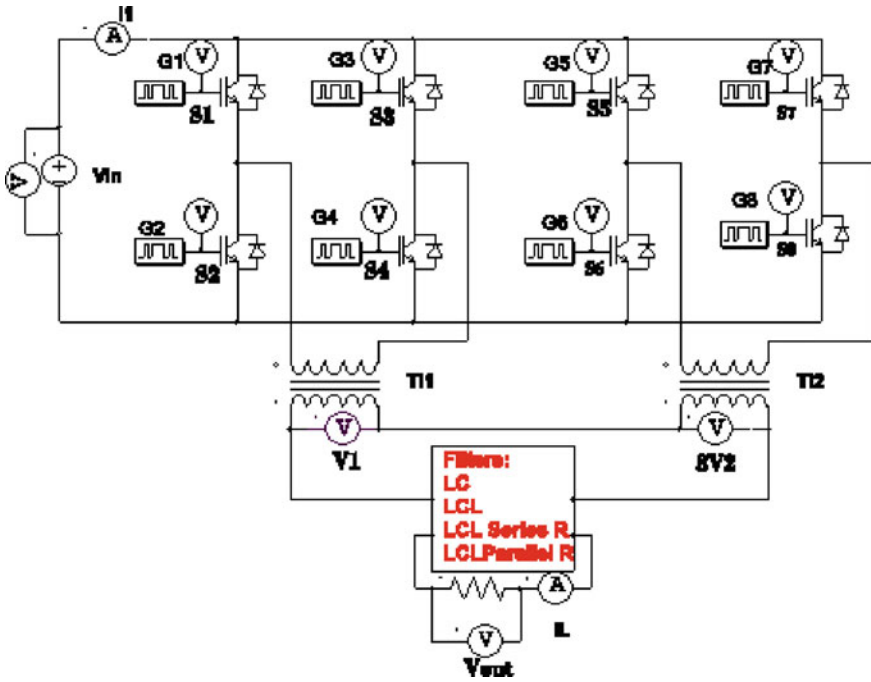 I1
A
V
G1
V
G3
V
G5
V
G7
V
S1
S3
S5
S7
V
Vin
G2
V
G4
V
G6
V
G8
V
S2
S4
S6
S8
TI1
TI2
V
V
V1
SV2
Filters:
LC
LCL
LCL Series R
LCLParallel R
A
IL
V
Vout